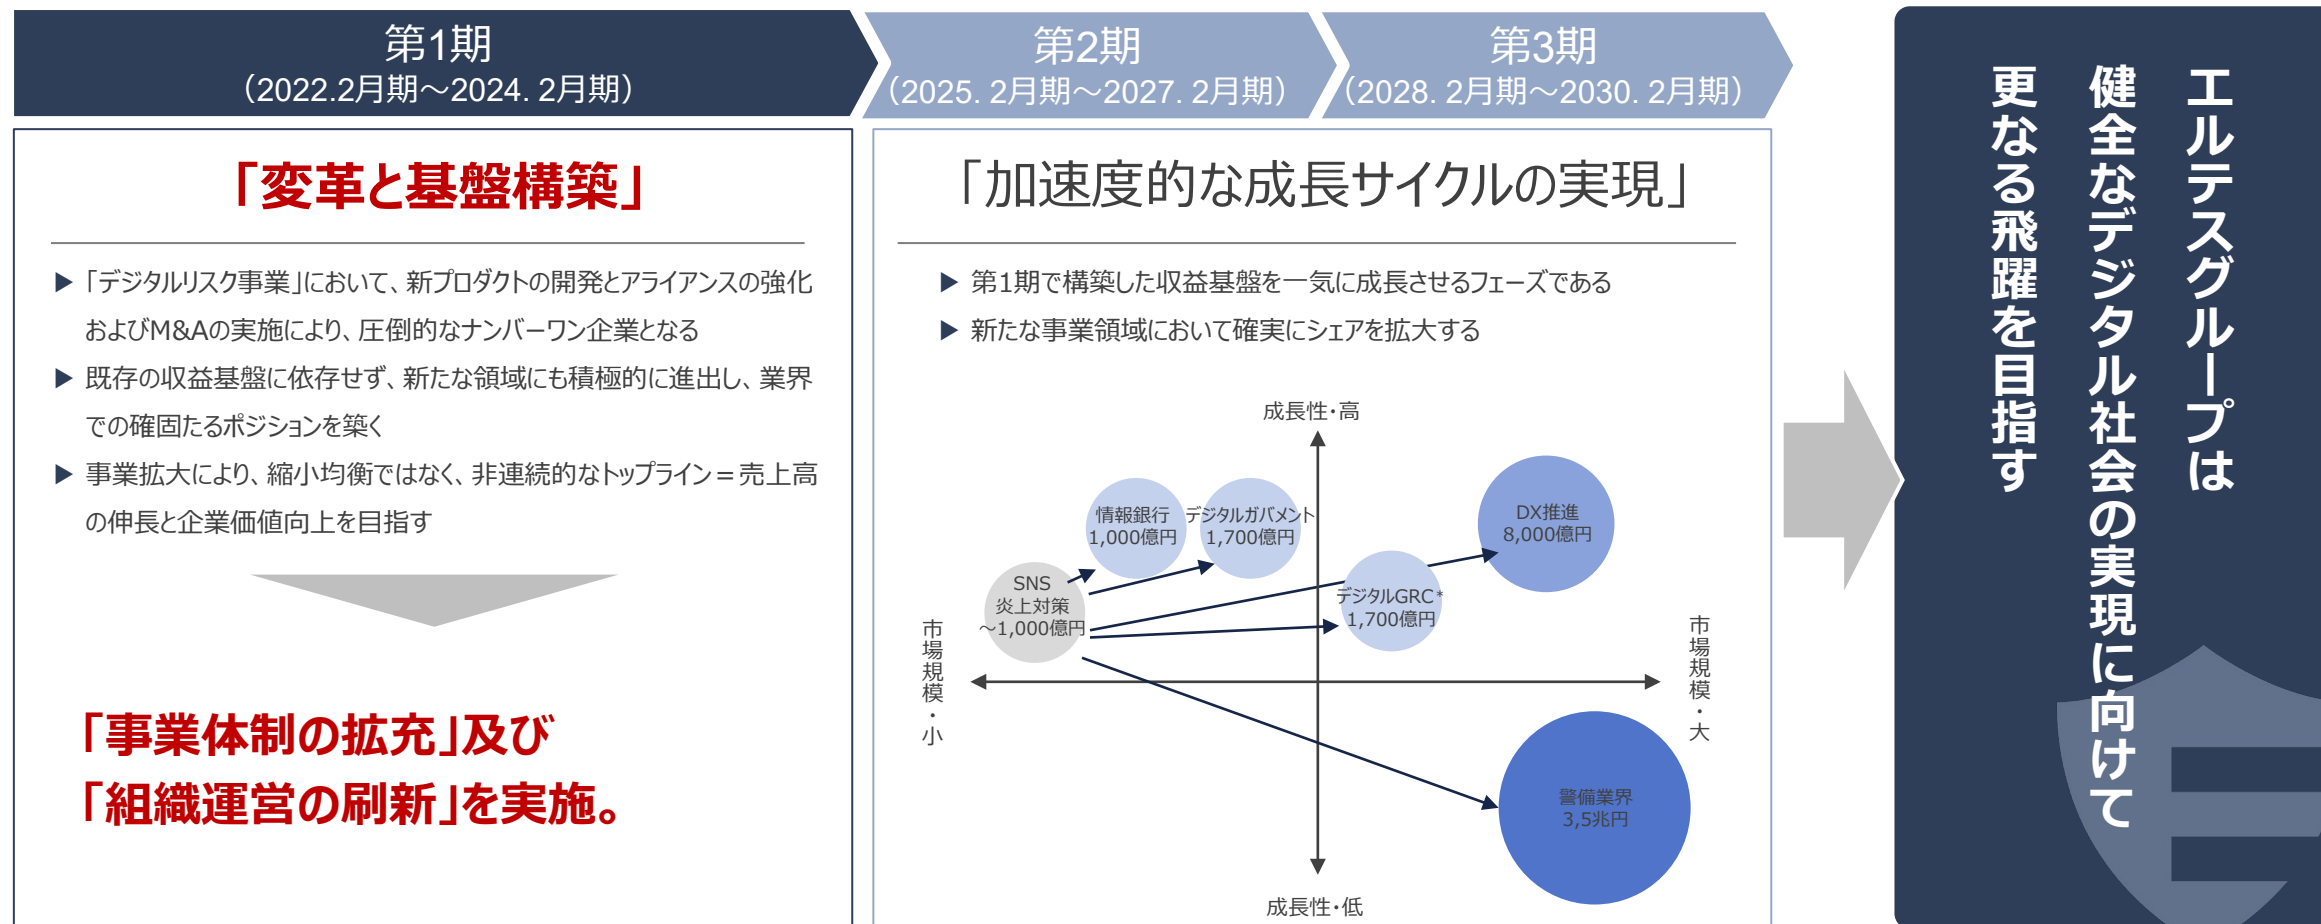 第1期
（2022.2月期～2024. 2月期）
第2期
（2025. 2月期～2027. 2月期）
第3期
（2028. 2月期～2030. 2月期）
「変革と基盤構築」
▶ 「デジタルリスク事業」において、新プロダクトの開発とアライアンスの強化
およびM&Aの実施により、圧倒的なナンバーワン企業となる
▶ 既存の収益基盤に依存せず、新たな領域にも積極的に進出し、業界
での確固たるポジションを築く
▶ 事業拡大により、縮小均衡ではなく、非連続的なトップライン＝売上高
の伸長と企業価値向上を目指す
「事業体制の拡充」及び
「組織運営の刷新」を実施。
「加速度的な成長サイクルの実現」
▶ 第1期で構築した収益基盤を一気に成長させるフェーズである
▶ 新たな事業領域において確実にシェアを拡大する
成長性・高
情報銀行
1,000億円
デジタルガバメント
1,700億円
DX推進
8,000億円
SNS
炎上対策
～1,000億円
デジタルGRC*
1,700億円
市場規模・小
市場規模・大
警備業界
3,5兆円
成長性・低
エルテスグループは
健全なデジタル社会の実現に向けて
更なる飛躍を目指す